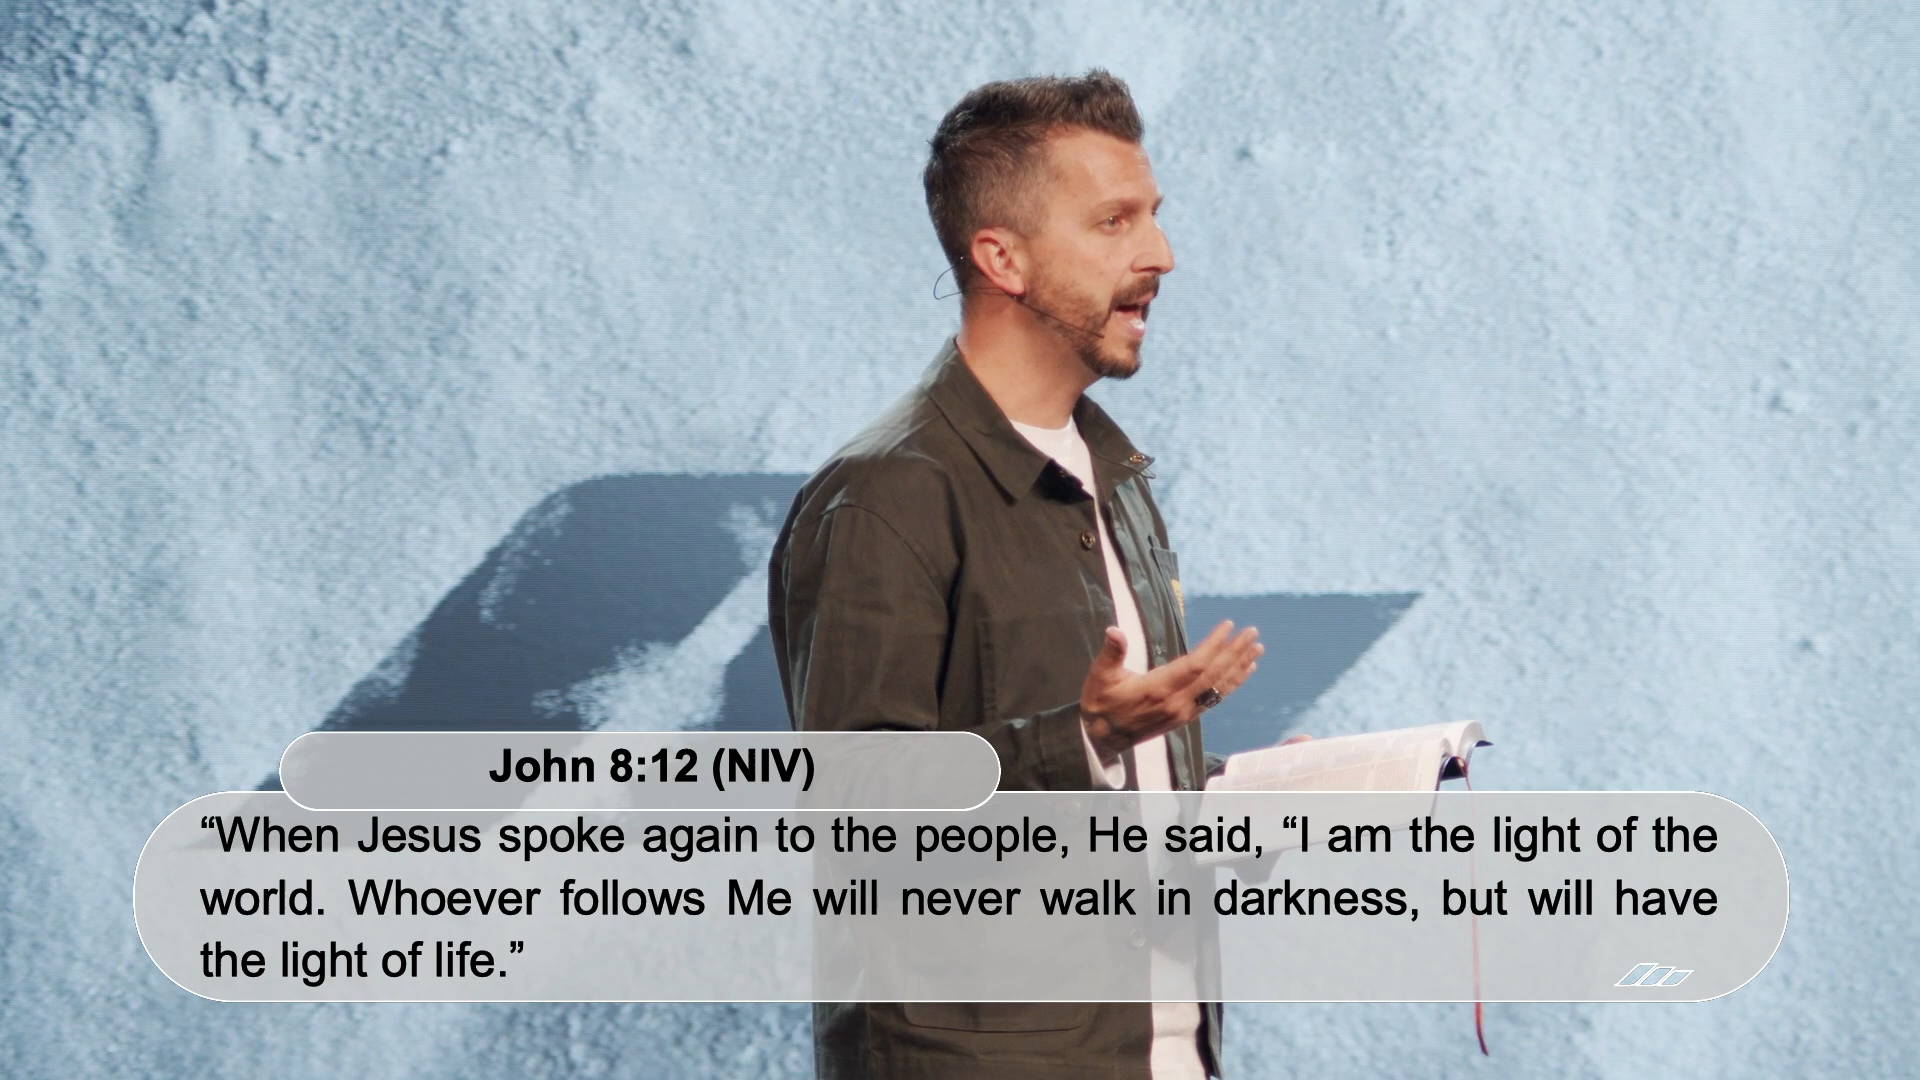 John 8:12 (NIV)
“When Jesus spoke again to the people, He said, “I am the light of the
world. Whoever follows Me will never walk in darkness, but will have
the light of life.”